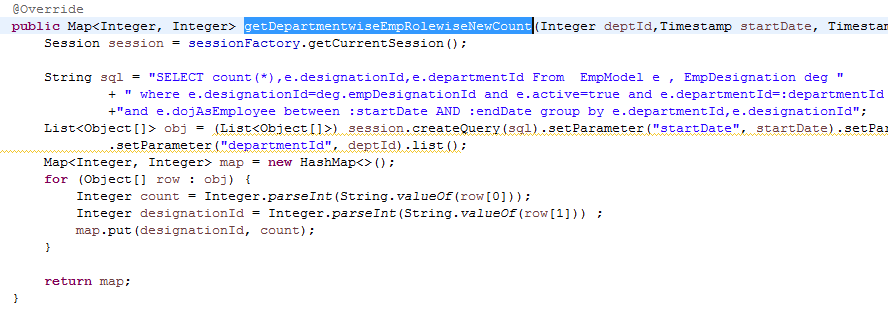 @Override
public Map<Integer, Integer> getDepartmentwiseEmpRolewiseNewCount(Integer deptId,Timestamp startDate, Timestam
Session session = sessionFactory.getCurrentSession();
String sql = "SELECT count(*),e.designationId,e.departmentId From  EmpModel e , EmpDesignation deg "
+ " where e.designationId=deg.empDesignationId and e.active=true and e.departmentId=:departmentId
+"and e.dojAsEmployee between :startDate AND :endDate group by e.departmentId,e.designationId";
List<Object[]> obj = (List<Object[]>) session.createQuery(sql).setParameter("startDate", startDate).setPar
.setParameter("departmentId", deptId).list();
Map<Integer, Integer> map = new HashMap<>();
for (Object[] row : obj) {
Integer count = Integer.parseInt(String.valueOf(row[0]));
Integer designationId = Integer.parseInt(String.valueOf(row[1])) ;
map.put(designationId, count);
}
return map;
}